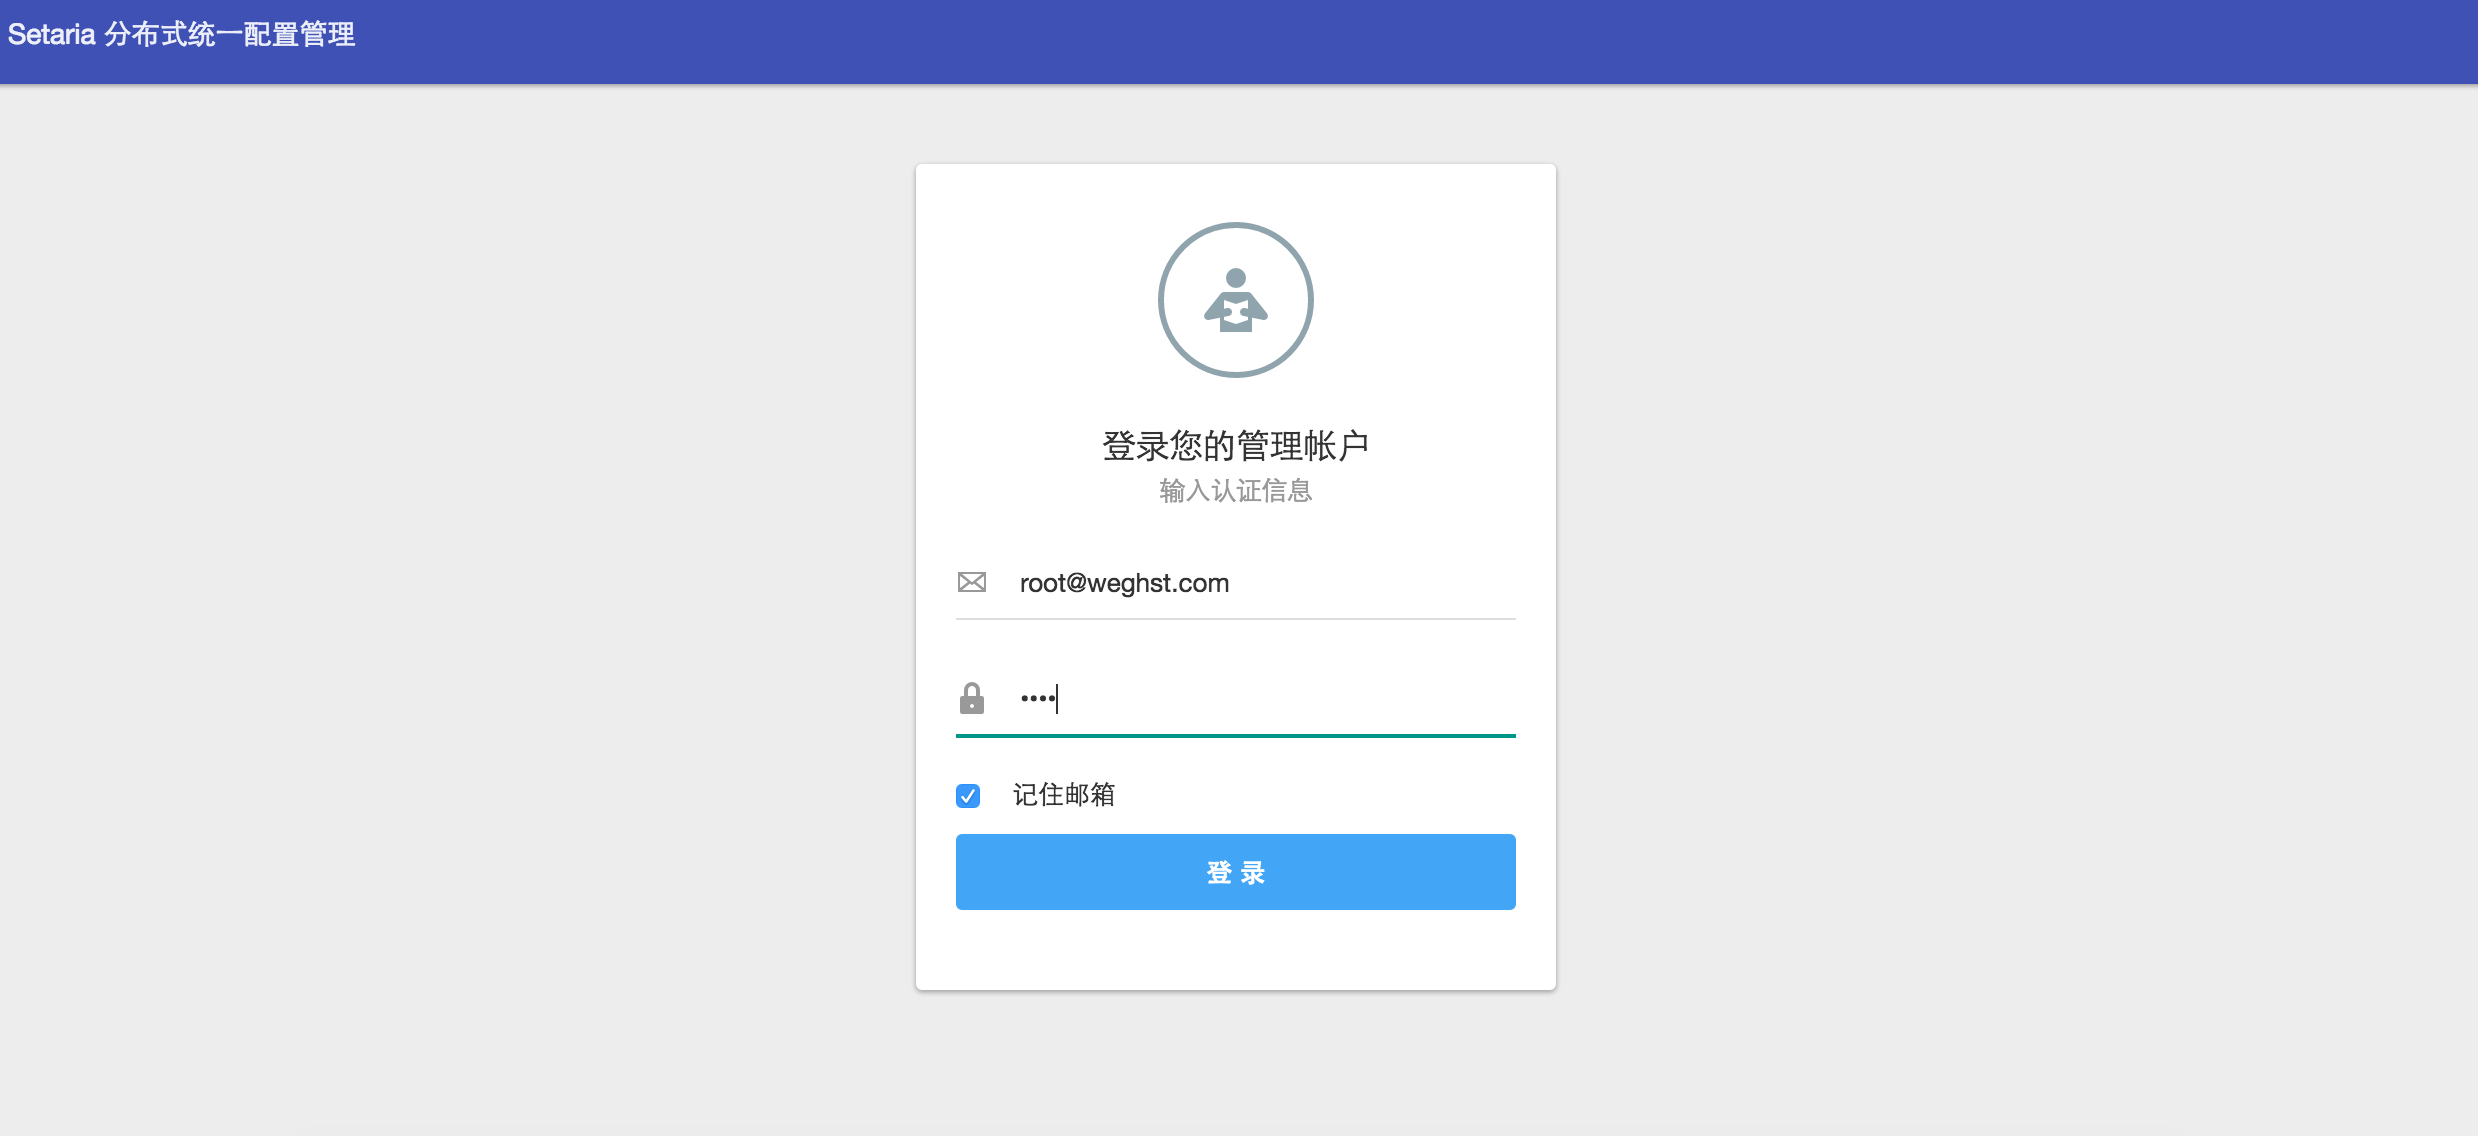 Setaria 分布式统一配置管理
登录您的管理帐户
输入认证信息
root@weghst.com
••••
记住邮箱
登 录